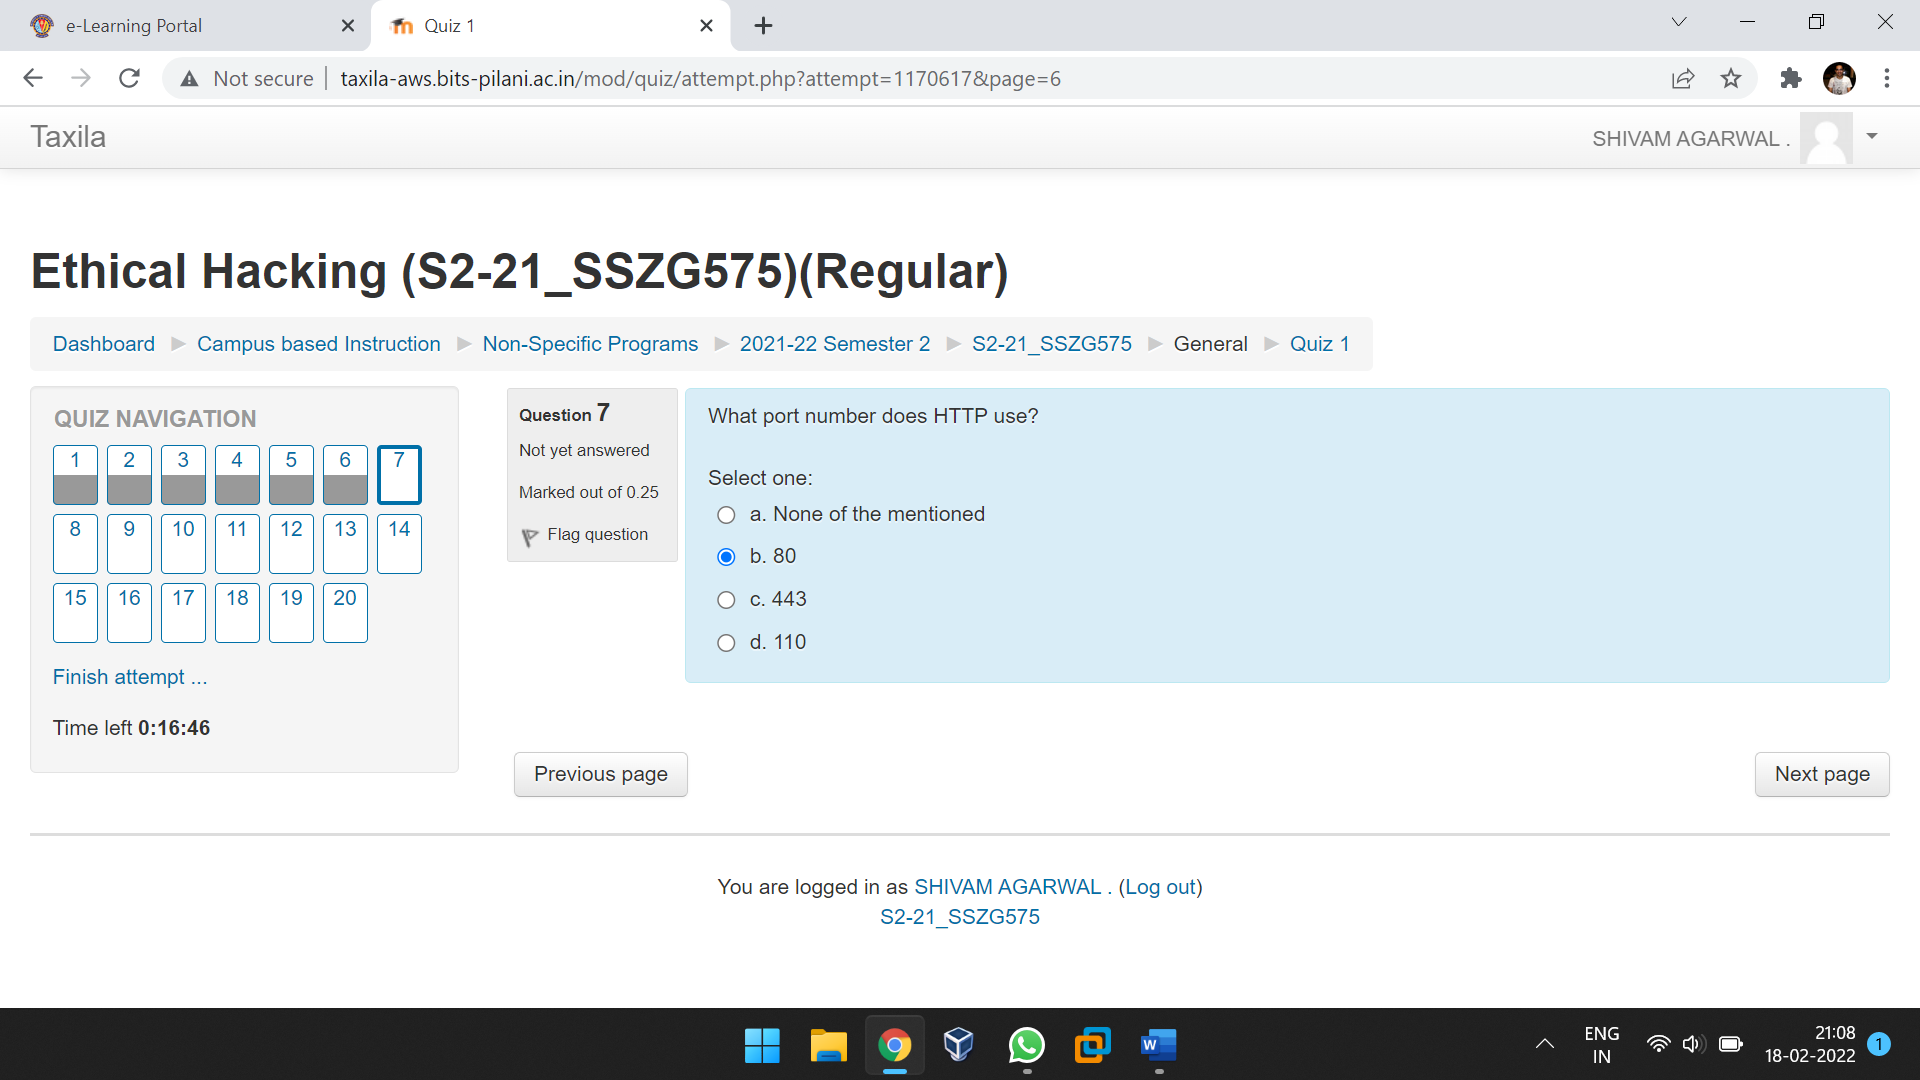 e-Learning Portal
Quiz 1
Not secure
taxila-aws.bits-pilani.ac.in/mod/quiz/attempt.php?attempt=1170617&page=6
Taxila
SHIVAM AGARWAL .
Ethical Hacking (S2-21_SSZG575)(Regular)
Dashboard Campus based Instruction Non-Specific Programs 2021-22 Semester 2 S2-21_SSZG575 General Quiz 1
QUIZ NAVIGATION
1 2 3 4 5 6 7
8 9 10 11 12 13 14
15 16 17 18 19 20
Finish attempt ...
Time left 0:16:46
Question 7
Not yet answered
Marked out of 0.25
Flag question
What port number does HTTP use?
Select one:
a. None of the mentioned
b. 80
c. 443
d. 110
Previous page
Next page
You are logged in as SHIVAM AGARWAL . (Log out)
S2-21_SSZG575
W
ENG
IN
21:08
18-02-2022
1